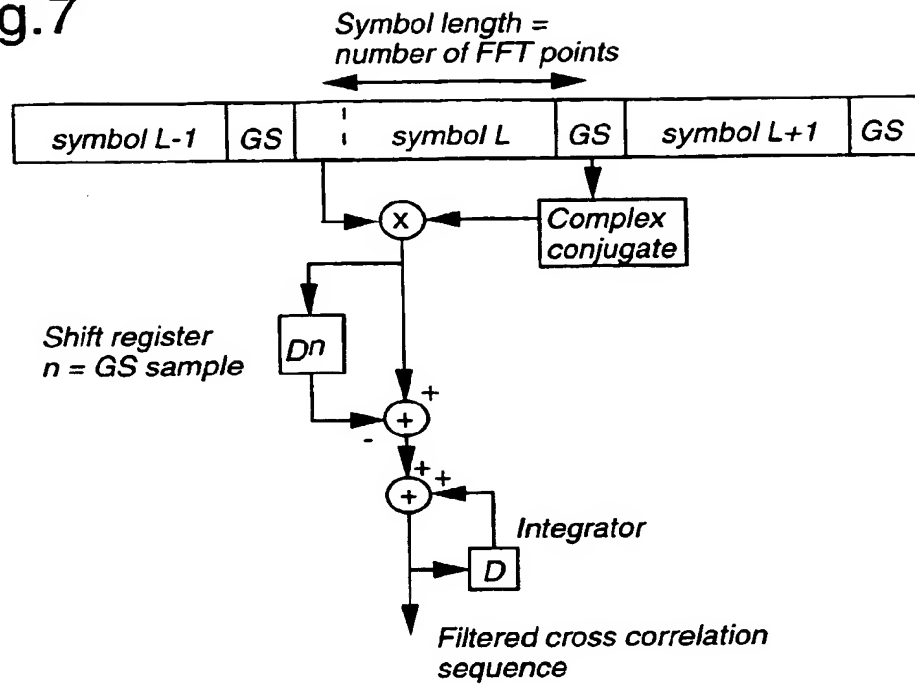 g.7
Symbol length =
number of FFT points
symbol L-1 GS symbol L GS symbol L+1 GS
x
Complex
conjugate
Shift register
n = GS sample
Dn
+
+
-
+ +
+
Integrator
D
Filtered cross correlation
sequence